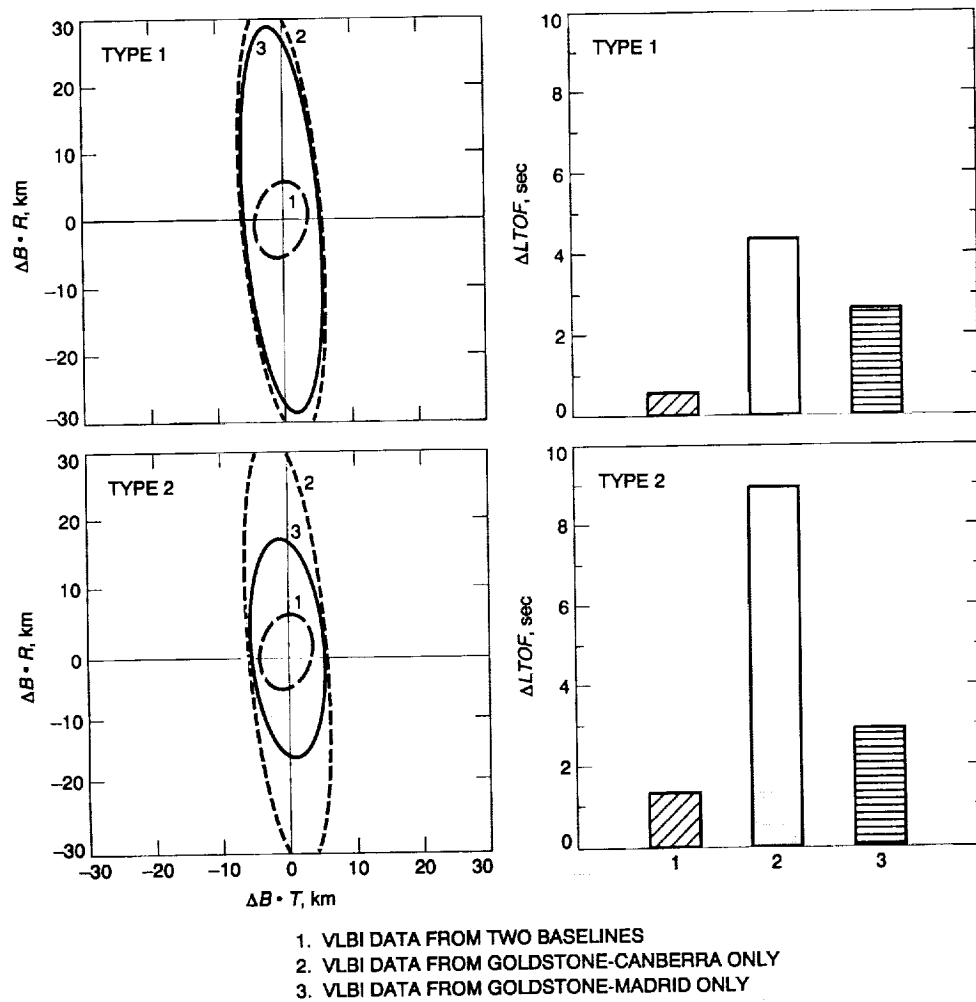 TYPE 1
30
20
10
0
–10
–20
–30
ΔB • R, km
3
2
1
TYPE 1
10
8
6
4
2
0
ΔLTOF, sec
TYPE 2
30
20
10
0
–10
–20
–30
ΔB • R, km
2
3
1
–30 –20 –10 0 10 20 30
ΔB • T, km
TYPE 2
10
8
6
4
2
0
ΔLTOF, sec
1 2 3
1. VLBI DATA FROM TWO BASELINES
2. VLBI DATA FROM GOLDSTONE-CANBERRA ONLY
3. VLBI DATA FROM GOLDSTONE-MADRID ONLY